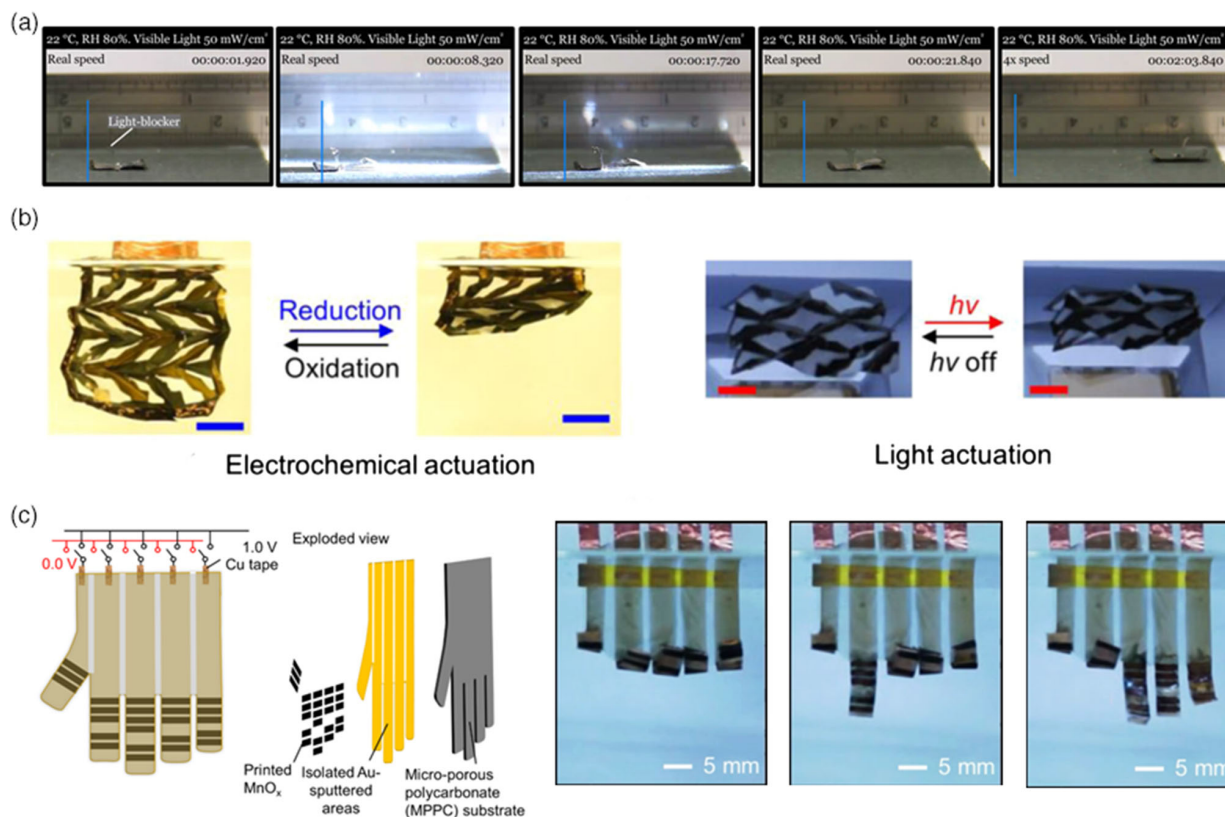 (a)
22 °C, RH 80%. Visible Light 50 mW/cm²
Real speed 00:00:01.920
Light-blocker
22 °C, RH 80%. Visible Light 50 mW/cm²
Real speed 00:00:08.320
22 °C, RH 80%. Visible Light 50 mW/cm²
Real speed 00:00:17.720
22 °C, RH 80%. Visible Light 50 mW/cm²
Real speed 00:00:21.840
22 °C, RH 80%. Visible Light 50 mW/cm²
4x speed 00:02:03.840
(b)
Reduction
Oxidation
Electrochemical actuation
hv
hv off
Light actuation
(c)
1.0 V
0.0 V
Cu tape
Exploded view
Printed
MnOₓ
Isolated Au-
sputtered
areas
Micro-porous
polycarbonate
(MPPC) substrate
5 mm
5 mm
5 mm